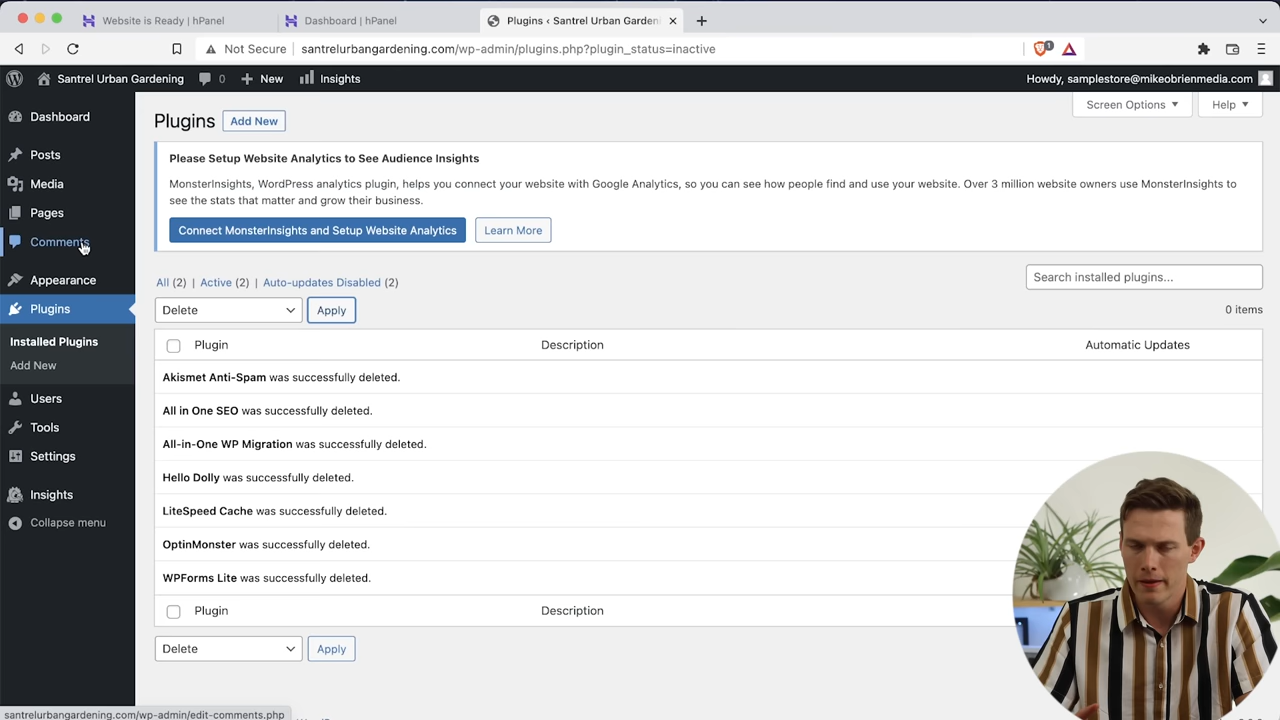 Website is Ready | hPanel
Dashboard | hPanel
Plugins ‹ Santrel Urban Gardeni
Not Secure
santrelurbangardening.com/wp-admin/plugins.php?plugin_status=inactive
1
Santrel Urban Gardening
0
New
Insights
Howdy, samplestore@mikeobrienmedia.com
Dashboard
Posts
Media
Pages
Comments
Appearance
Plugins
Installed Plugins
Add New
Users
Tools
Settings
Insights
Collapse menu
Plugins
Add New
Screen Options
Help
Please Setup Website Analytics to See Audience Insights
MonsterInsights, WordPress analytics plugin, helps you connect your website with Google Analytics, so you can see how people find and use your website. Over 3 million website owners use MonsterInsights to
see the stats that matter and grow their business.
Connect MonsterInsights and Setup Website Analytics
Learn More
All (2) | Active (2) | Auto-updates Disabled (2)
Search installed plugins...
Delete
Apply
0 items
Plugin
Description
Automatic Updates
Akismet Anti-Spam was successfully deleted.
All in One SEO was successfully deleted.
All-in-One WP Migration was successfully deleted.
Hello Dolly was successfully deleted.
LiteSpeed Cache was successfully deleted.
OptinMonster was successfully deleted.
WPForms Lite was successfully deleted.
Plugin
Description
Delete
Apply
santrelurbangardening.com/wp-admin/edit-comments.php